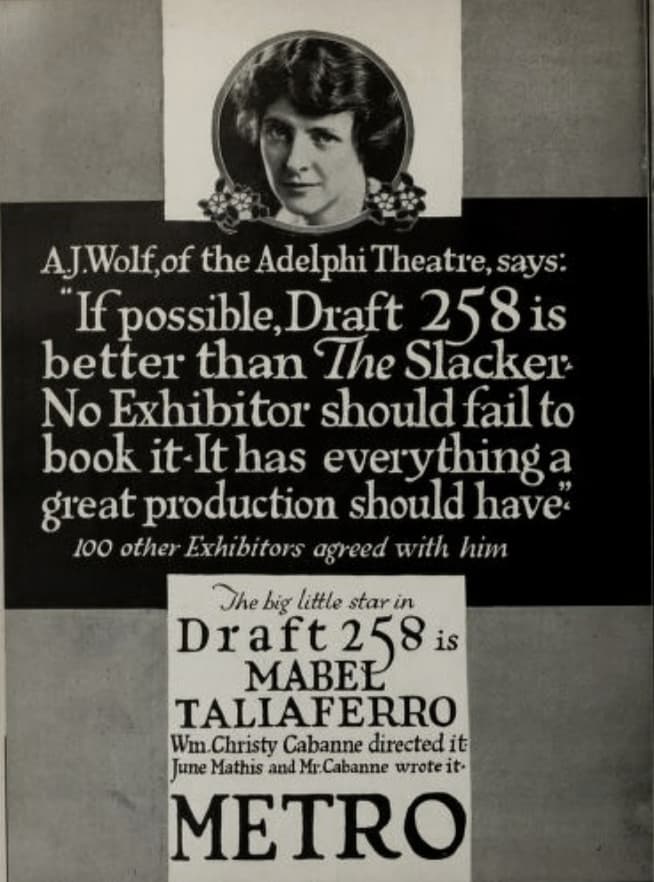 A.J.Wolf, of the Adelphi Theatre, says:
"If possible, Draft 258 is
better than The Slacker.
No Exhibitor should fail to
book it. It has everything a
great production should have."
100 other Exhibitors agreed with him
The big little star in
Draft 258 is
MABEL
TALIAFERRO
Wm. Christy Cabanne directed it.
June Mathis and Mr. Cabanne wrote it.
METRO